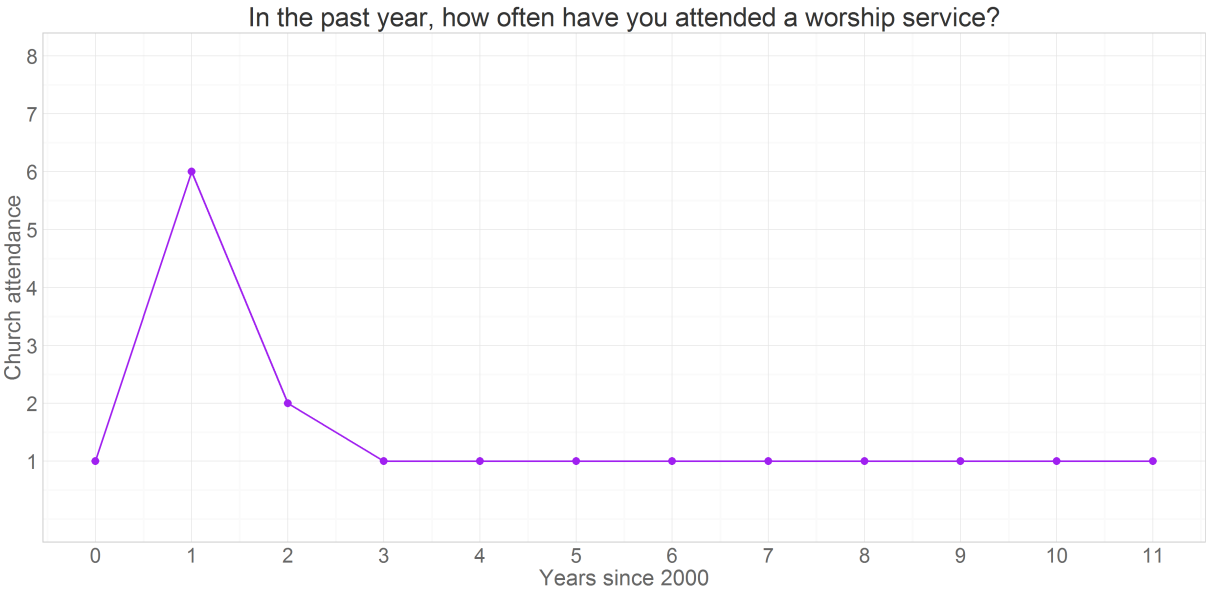 In the past year, how often have you attended a worship service?
Church attendance
8
7
6
5
4
3
2
1
0 1 2 3 4 5 6 7 8 9 10 11
Years since 2000